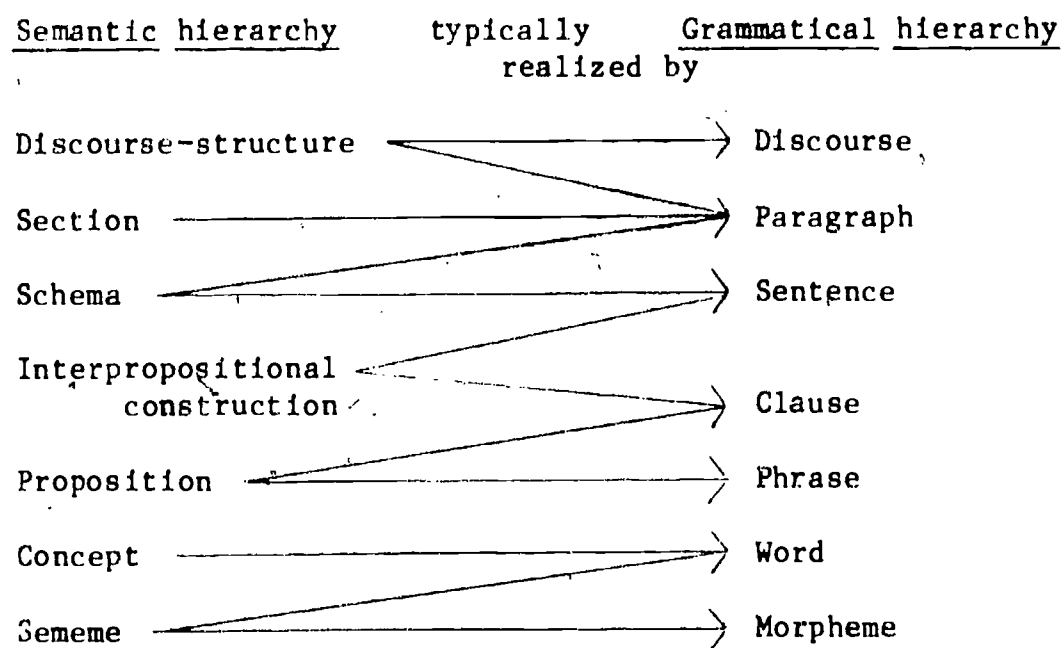 Semantic hierarchy typically Grammatical hierarchy
realized by
Discourse-structure Discourse
Section Paragraph
Schema Sentence
Interpropositional
construction Clause
Proposition Phrase
Concept Word
Sememe Morpheme